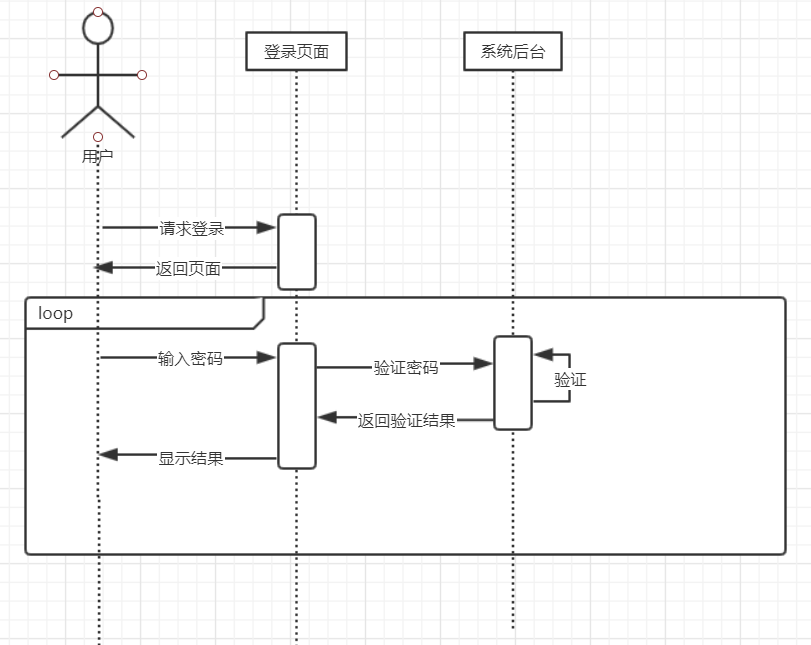 登录页面
系统后台
用户
请求登录
返回页面
loop
输入密码
验证密码
验证
返回验证结果
显示结果